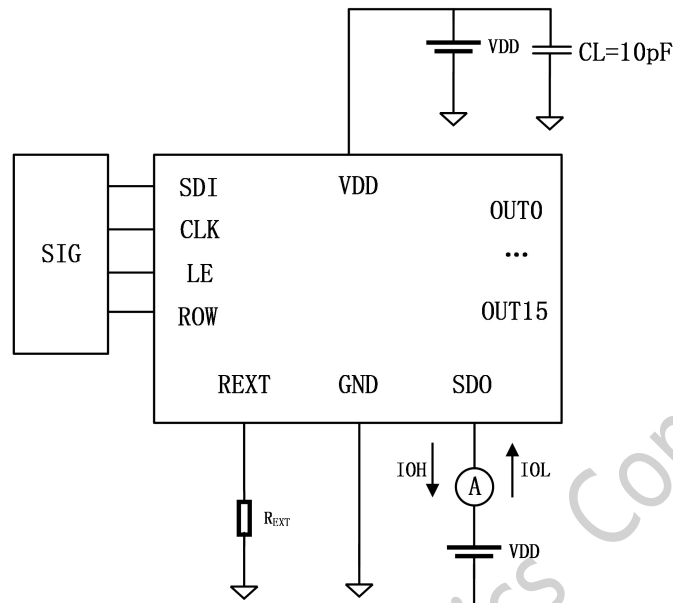 VDD
CL=10pF
SIG
SDI
CLK
LE
ROW
VDD
OUT0
...
OUT15
REXT
GND
SDO
REXT
IOH
A
IOL
VDD